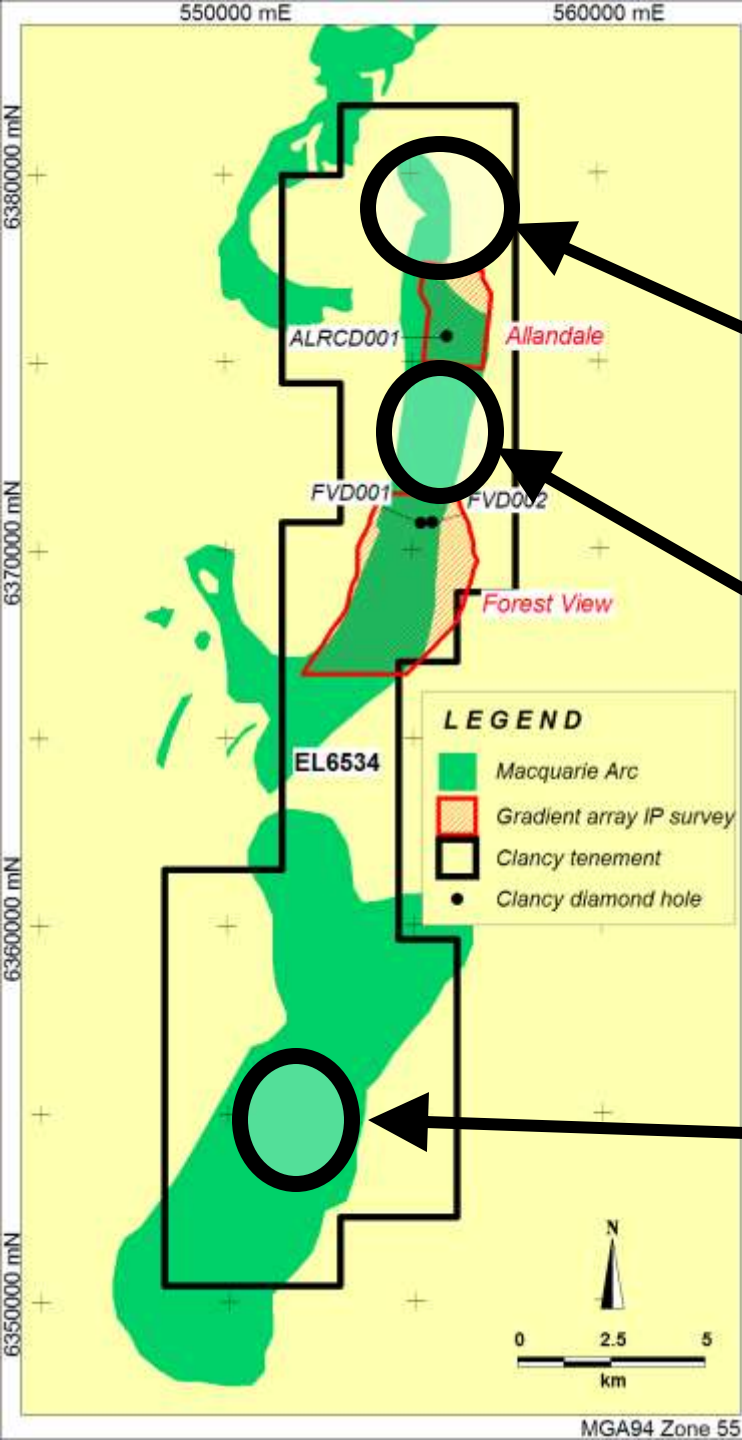 550000 mE
560000 mE
6380000 mN
ALRCD001
Allandale
FVD001
FVD002
6370000 mN
Forest View
LEGEND
EL6534
Macquarie Arc
Gradient array IP survey
Clancy tenement
Clancy diamond hole
6360000 mN
N
6350000 mN
0 2.5 5
km
MGA94 Zone 55